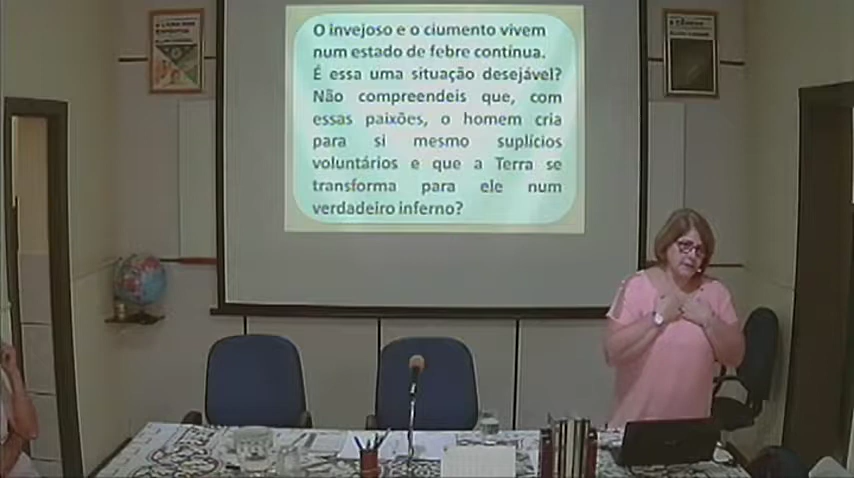 O invejoso e o ciumento vivem
num estado de febre contínua.
É essa uma situação desejável?
Não compreendeis que, com
essas paixões, o homem cria
para si mesmo suplícios
voluntários e que a Terra se
transforma para ele num
verdadeiro inferno?